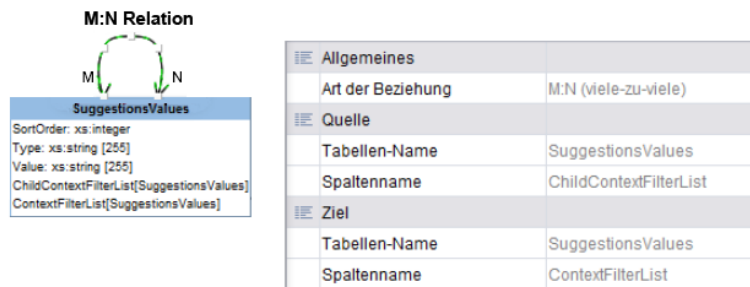 M:N Relation
M
N
SuggestionsValues
SortOrder: xs:integer
Type: xs:string [255]
Value: xs:string [255]
ChildContextFilterList[SuggestionsValues]
ContextFilterList[SuggestionsValues]
Allgemeines
Art der Beziehung M:N (viele-zu-viele)
Quelle
Tabellen-Name SuggestionsValues
Spaltenname ChildContextFilterList
Ziel
Tabellen-Name SuggestionsValues
Spaltenname ContextFilterList